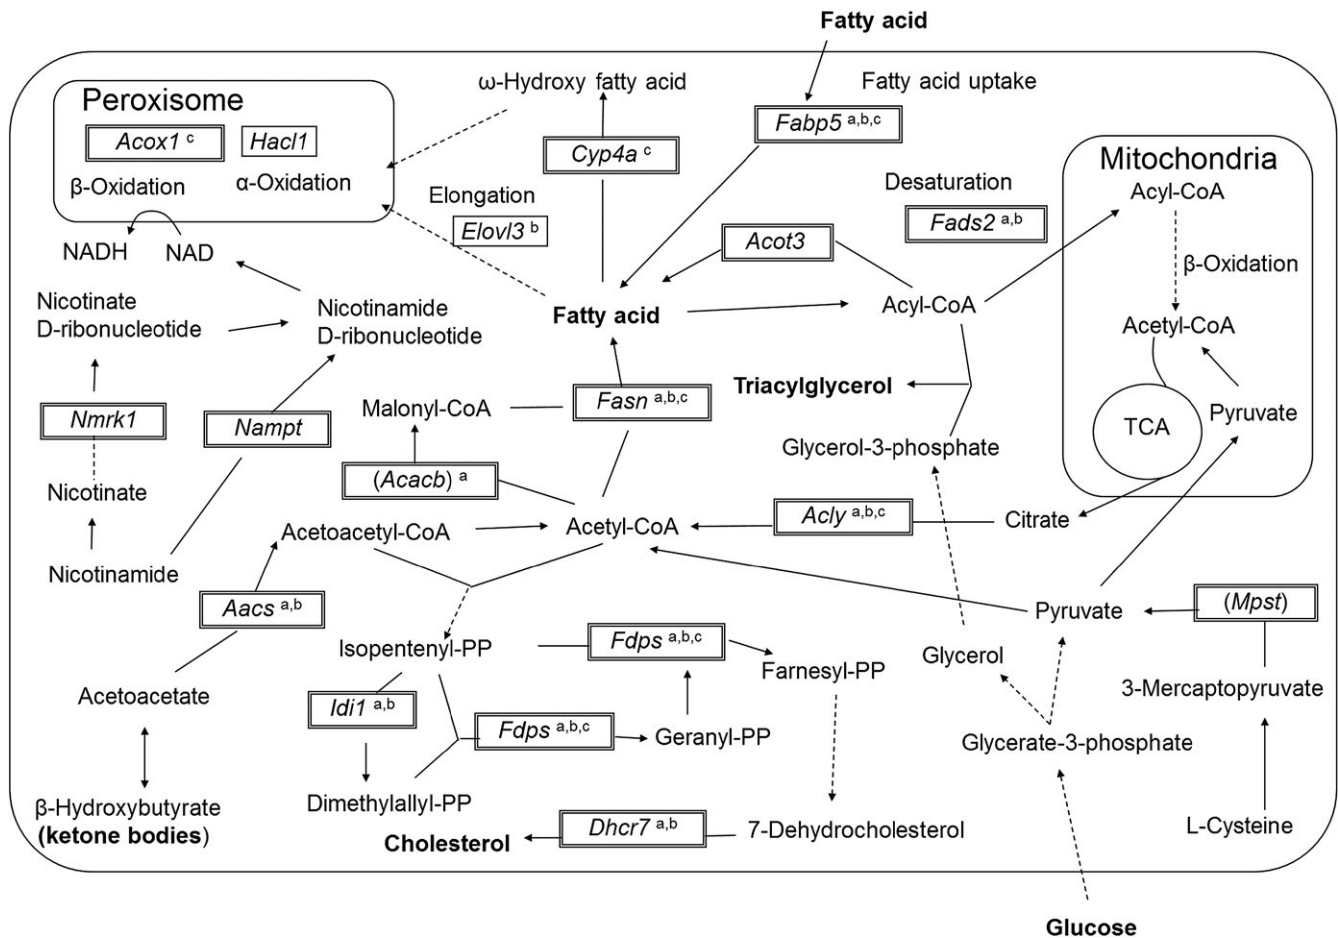 Fatty acid
Peroxisome
Acox1 c
Hacl1
β-Oxidation
α-Oxidation
ω-Hydroxy fatty acid
Fatty acid uptake
Cyp4a c
Fabp5 a,b,c
Mitochondria
Acyl-CoA
β-Oxidation
Acetyl-CoA
Pyruvate
TCA
Elongation
Elovl3 b
Desaturation
Fads2 a,b
Acot3
NADH
NAD
Nicotinate
D-ribonucleotide
Nicotinamide
D-ribonucleotide
Fatty acid
Acyl-CoA
Triacylglycerol
Nmrk1
Nampt
Malonyl-CoA
Fasn a,b,c
Glycerol-3-phosphate
(Acacb) a
Nicotinate
Acetoacetyl-CoA
Acetyl-CoA
Acly a,b,c
Citrate
Nicotinamide
Aacs a,b
Pyruvate
(Mpst)
Isopentenyl-PP
Fdps a,b,c
Farnesyl-PP
Glycerol
3-Mercaptopyruvate
Acetoacetate
Idi1 a,b
Fdps a,b,c
Geranyl-PP
Glycerate-3-phosphate
β-Hydroxybutyrate
(ketone bodies)
Dimethylallyl-PP
Cholesterol
Dhcr7 a,b
7-Dehydrocholesterol
L-Cysteine
Glucose